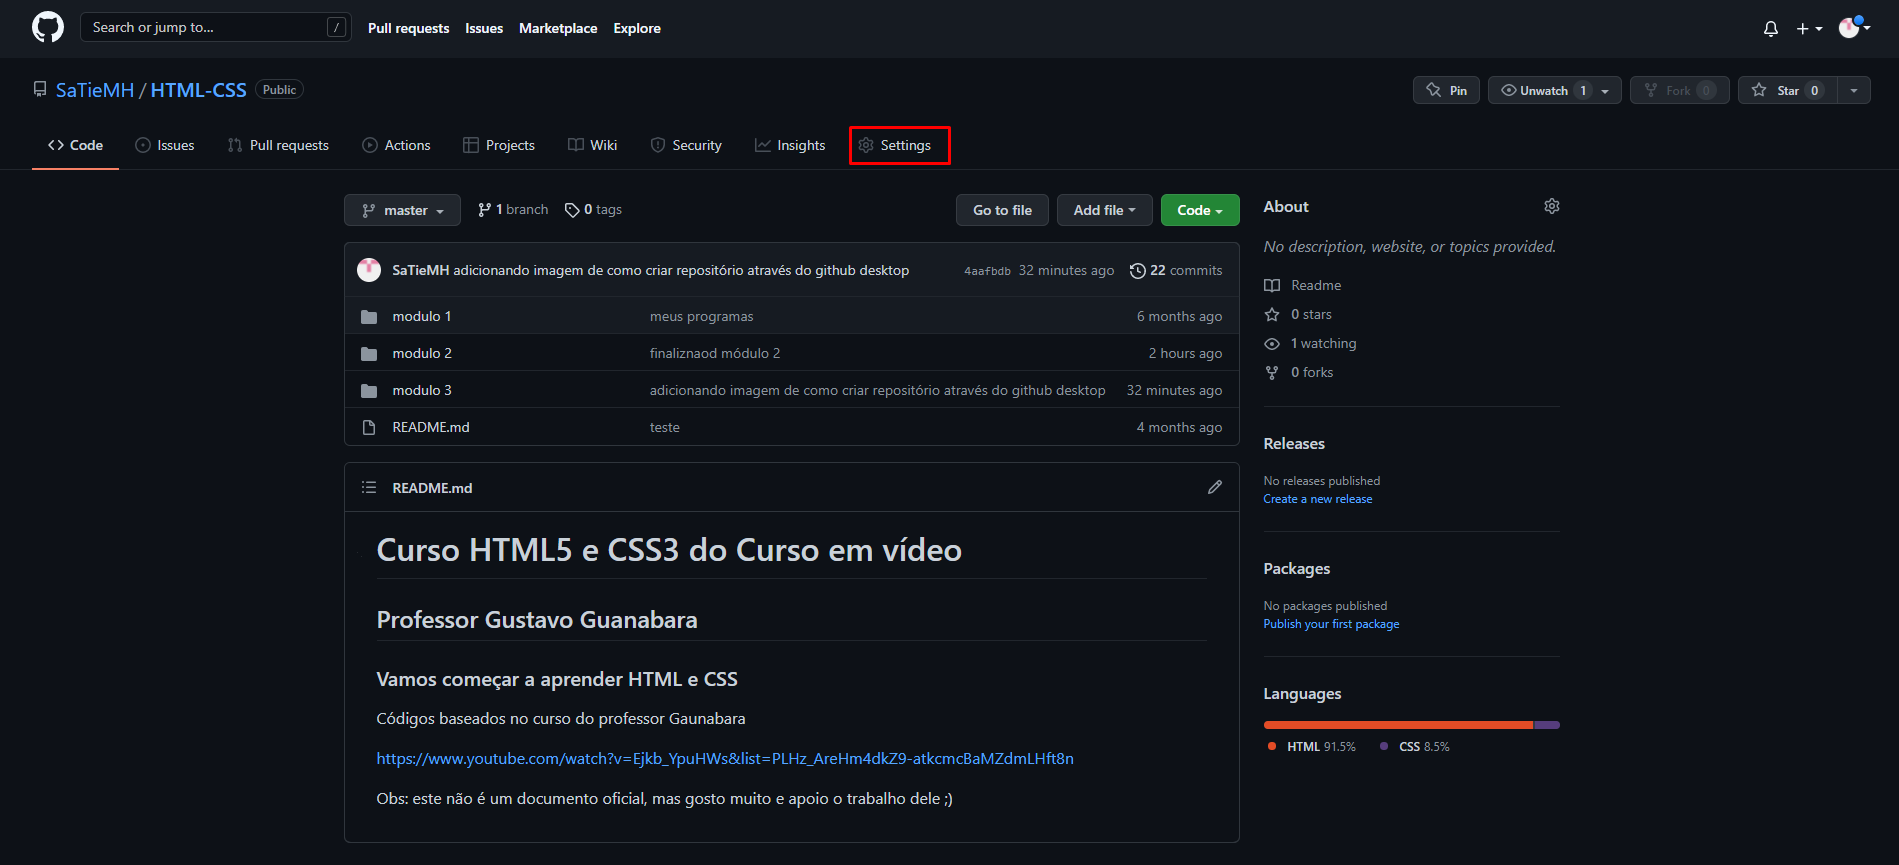 Search or jump to... /
Pull requests Issues Marketplace Explore
SaTieMH / HTML-CSS Public
Pin Unwatch 1 Fork 0 Star 0
Code Issues Pull requests Actions Projects Wiki Security Insights Settings
master 1 branch 0 tags Go to file Add file Code
SaTieMH adicionando imagem de como criar repositório através do github desktop 4aafbdb 32 minutes ago 22 commits
modulo 1 meus programas 6 months ago
modulo 2 finaliznaod módulo 2 2 hours ago
modulo 3 adicionando imagem de como criar repositório através do github desktop 32 minutes ago
README.md teste 4 months ago
README.md
Curso HTML5 e CSS3 do Curso em vídeo
Professor Gustavo Guanabara
Vamos começar a aprender HTML e CSS
Códigos baseados no curso do professor Gaunabara
https://www.youtube.com/watch?v=Ejkb_YpuHWs&list=PLHz_AreHm4dkZ9-atkcmcBaMZdmLHft8n
Obs: este não é um documento oficial, mas gosto muito e apoio o trabalho dele ;)
About
No description, website, or topics provided.
Readme
0 stars
1 watching
0 forks
Releases
No releases published
Create a new release
Packages
No packages published
Publish your first package
Languages
HTML 91.5% CSS 8.5%